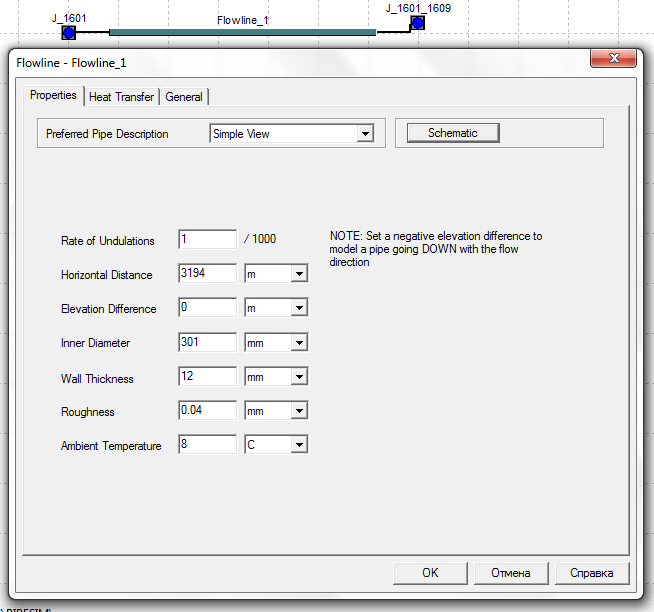 J_1601
Flowline_1
J_1601_1609
Flowline - Flowline_1
Properties
Heat Transfer
General
Preferred Pipe Description
Simple View
Schematic
Rate of Undulations
1
/ 1000
NOTE: Set a negative elevation difference to
model a pipe going DOWN with the flow
direction
Horizontal Distance
3194
m
Elevation Difference
0
m
Inner Diameter
301
mm
Wall Thickness
12
mm
Roughness
0.04
mm
Ambient Temperature
8
C
OK
Отмена
Справка